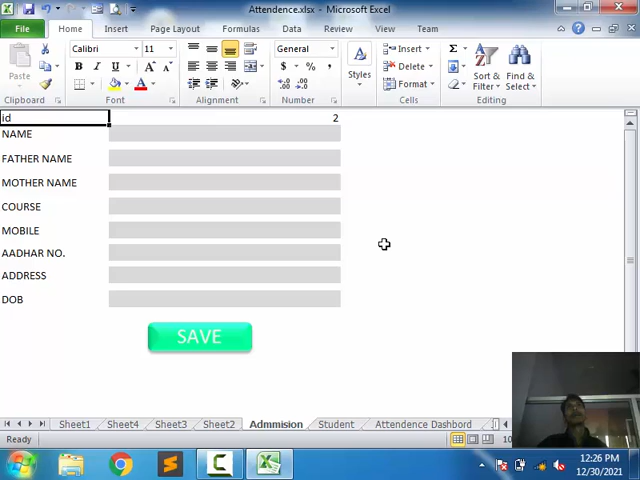 Attendence.xlsx - Microsoft Excel
File Home Insert Page Layout Formulas Data Review View Team
Paste Calibri 11 General Styles Insert Delete Format Sort & Filter Find & Select
Clipboard Font Alignment Number Cells Editing
id 2
NAME
FATHER NAME
MOTHER NAME
COURSE
MOBILE
AADHAR NO.
ADDRESS
DOB
SAVE
Sheet1 Sheet4 Sheet3 Sheet2 Admmision Student Attendence Dashbord
Ready
12:26 PM
12/30/2021